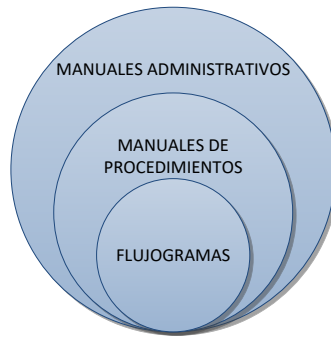 MANUALES ADMINISTRATIVOS
MANUALES DE
PROCEDIMIENTOS
FLUJOGRAMAS